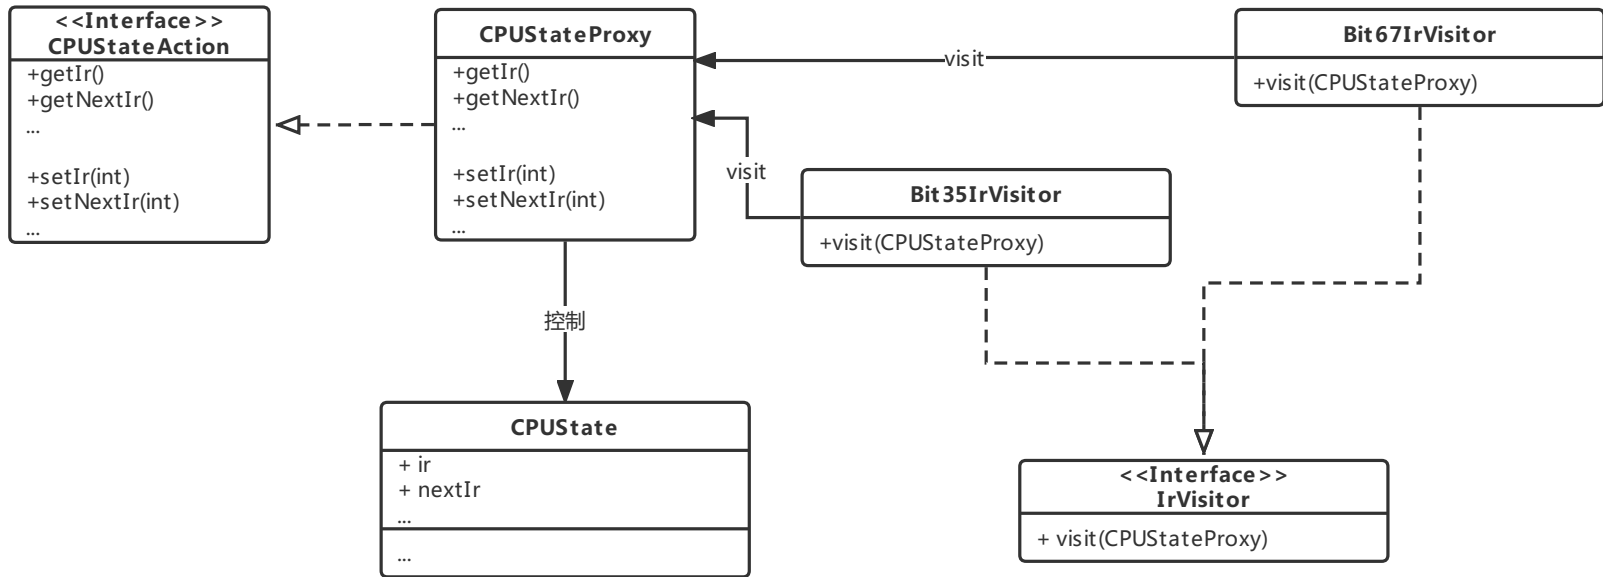 <<Interface>>
CPUStateAction
+getIr()
+getNextIr()
...
+setIr(int)
+setNextIr(int)
...
CPUStateProxy
+getIr()
+getNextIr()
...
+setIr(int)
+setNextIr(int)
...
visit
Bit67IrVisitor
+visit(CPUStateProxy)
visit
Bit35IrVisitor
+visit(CPUStateProxy)
控制
CPUState
+ ir
+ nextIr
...
...
<<Interface>>
IrVisitor
+ visit(CPUStateProxy)